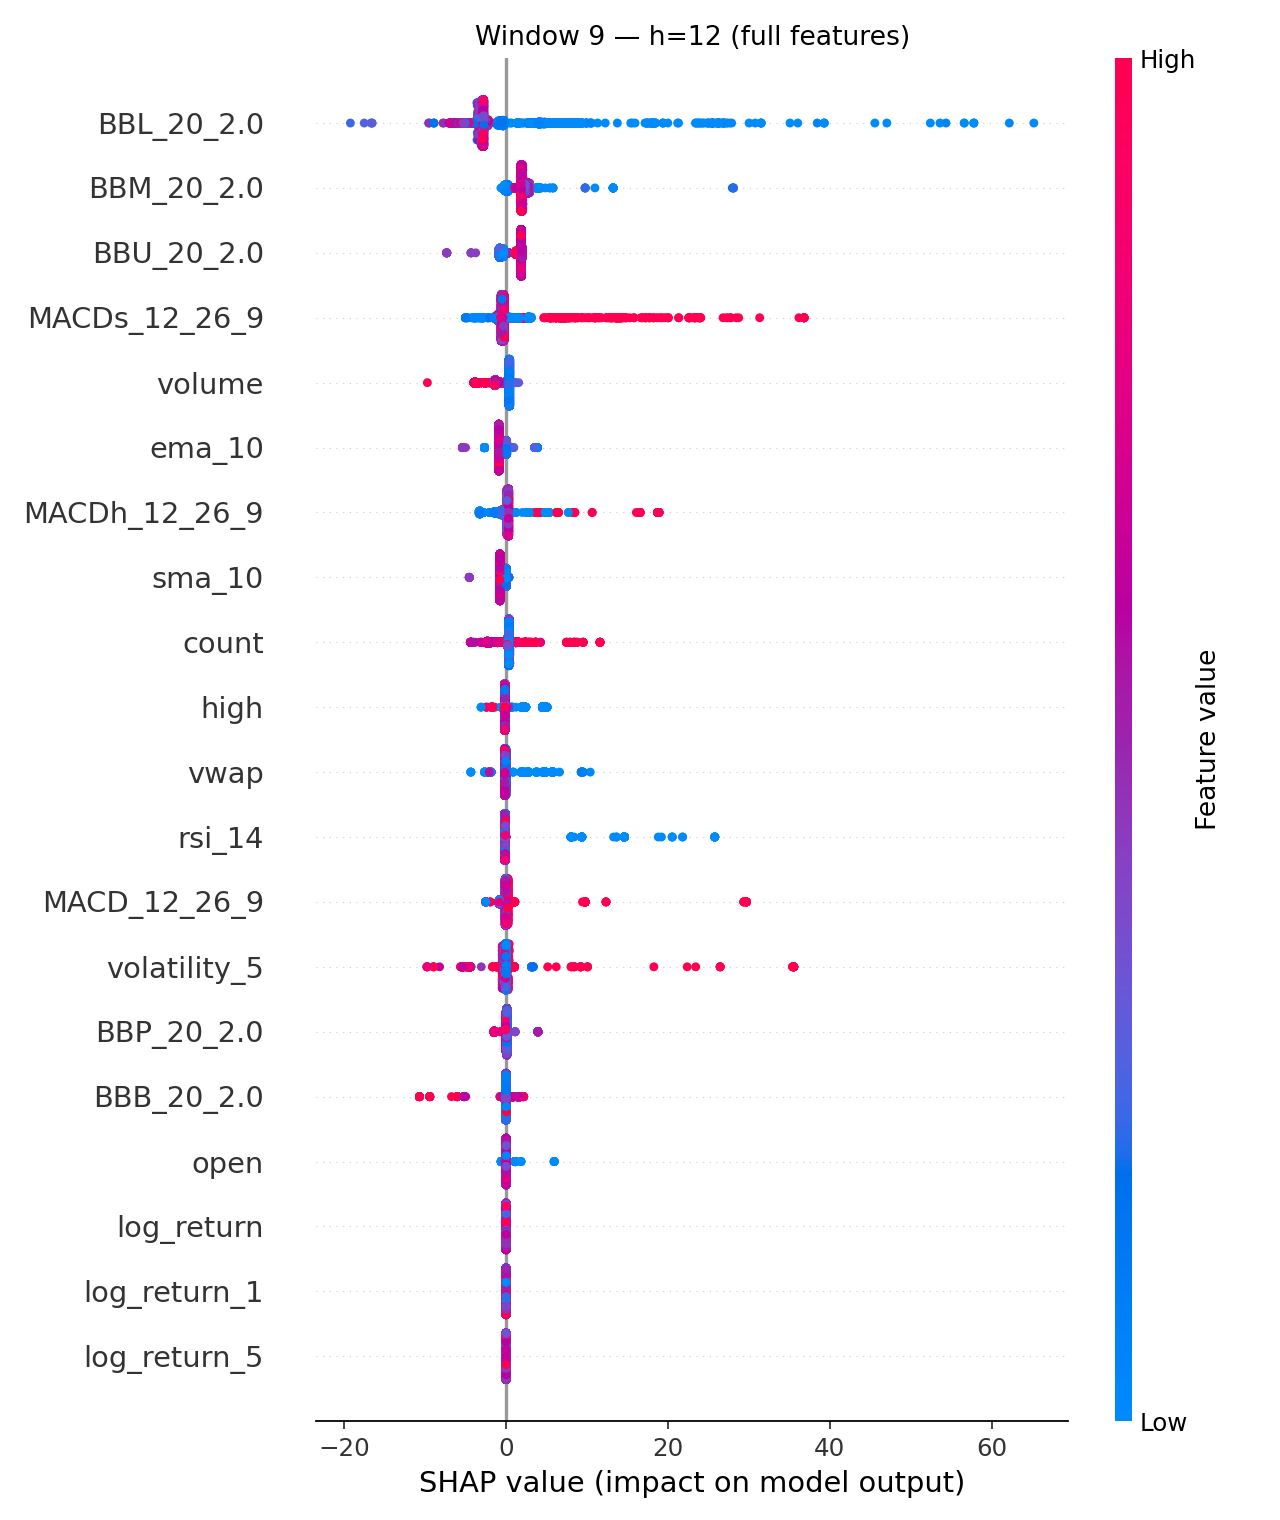 Window 9 — h=12 (full features)
High
BBL_20_2.0
BBM_20_2.0
BBU_20_2.0
MACDs_12_26_9
volume
ema_10
MACDh_12_26_9
sma_10
count
high
vwap
rsi_14
MACD_12_26_9
volatility_5
BBP_20_2.0
BBB_20_2.0
open
log_return
log_return_1
log_return_5
Feature value
Low
−20 0 20 40 60
SHAP value (impact on model output)